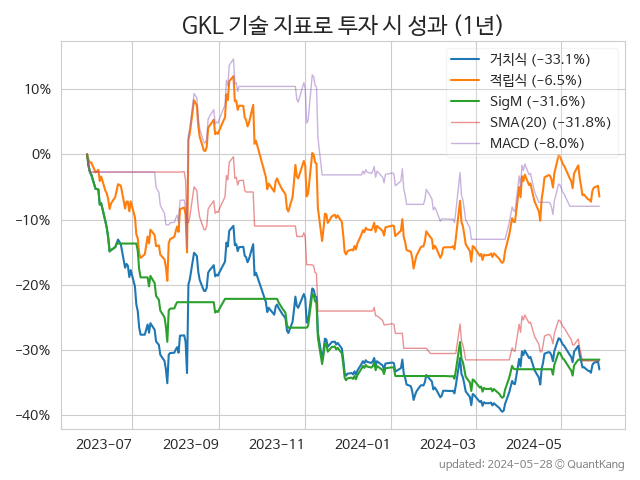 GKL 기술 지표로 투자 시 성과 (1년)
거치식 (−33.1%)
적립식 (−6.5%)
SigM (−31.6%)
SMA(20) (−31.8%)
MACD (−8.0%)
10%
0%
−10%
−20%
−30%
−40%
2023-07 2023-09 2023-11 2024-01 2024-03 2024-05
updated: 2024-05-28 © QuantKang